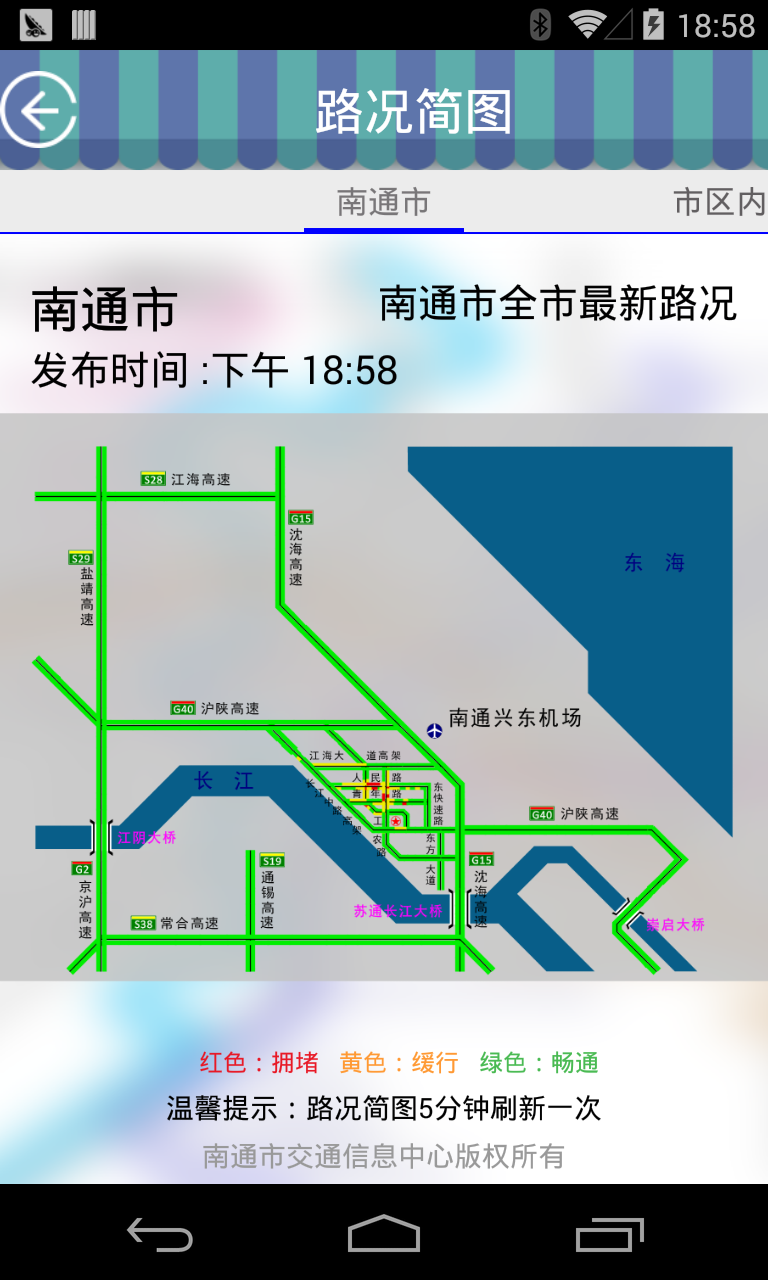 18:58
路况简图
南通市
市区内
南通市
南通市全市最新路况
发布时间 :下午 18:58
S28 江海高速
G15
沈海高速
S29
盐靖高速
东 海
G40 沪陕高速
南通兴东机场
江海大道高架
长 江
人民路
青年路
长江中路高架
东快速路
工农路
G40 沪陕高速
江阴大桥
东方大道
G2
京沪高速
S19
通锡高速
G15
沈海高速
苏通长江大桥
S38 常合高速
崇启大桥
红色：拥堵 黄色：缓行 绿色：畅通
温馨提示：路况简图5分钟刷新一次
南通市交通信息中心版权所有